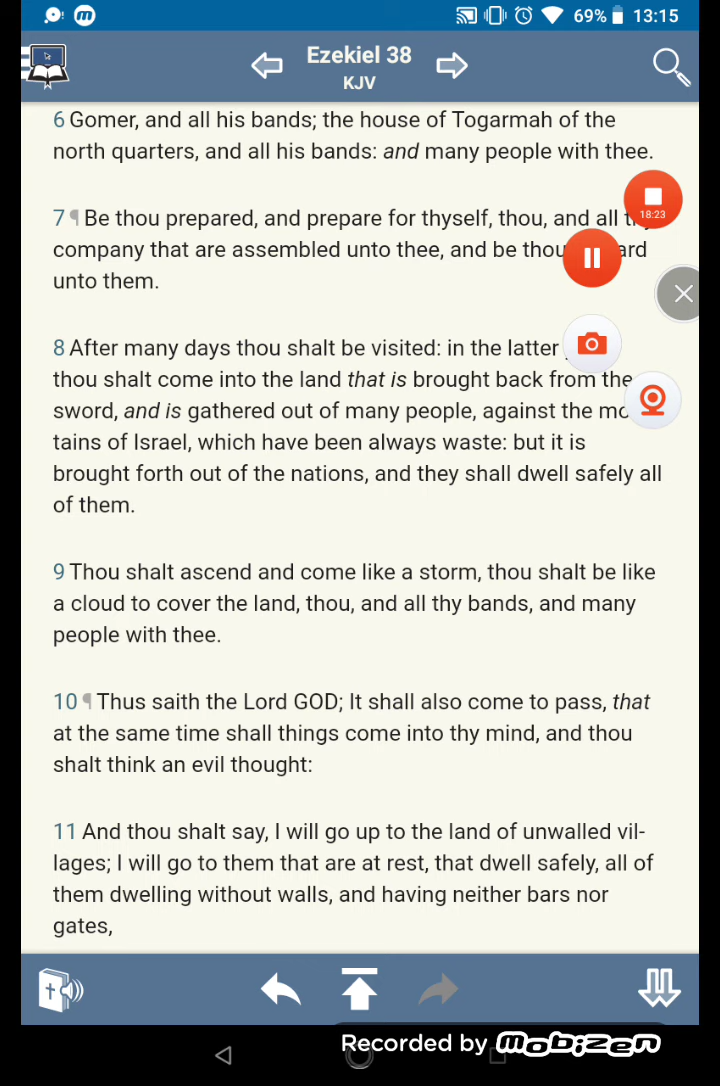 69% 13:15
Ezekiel 38
KJV
6 Gomer, and all his bands; the house of Togarmah of the
north quarters, and all his bands: and many people with thee.
7 ¶ Be thou prepared, and prepare for thyself, thou, and all
18:23
company that are assembled unto thee, and be thou
unto them.
8 After many days thou shalt be visited: in the latter
thou shalt come into the land that is brought back from the
sword, and is gathered out of many people, against the
tains of Israel, which have been always waste: but it is
brought forth out of the nations, and they shall dwell safely all
of them.
9 Thou shalt ascend and come like a storm, thou shalt be like
a cloud to cover the land, thou, and all thy bands, and many
people with thee.
10 ¶ Thus saith the Lord GOD; It shall also come to pass, that
at the same time shall things come into thy mind, and thou
shalt think an evil thought:
11 And thou shalt say, I will go up to the land of unwalled vil-
lages; I will go to them that are at rest, that dwell safely, all of
them dwelling without walls, and having neither bars nor
gates,
Recorded by mobizen